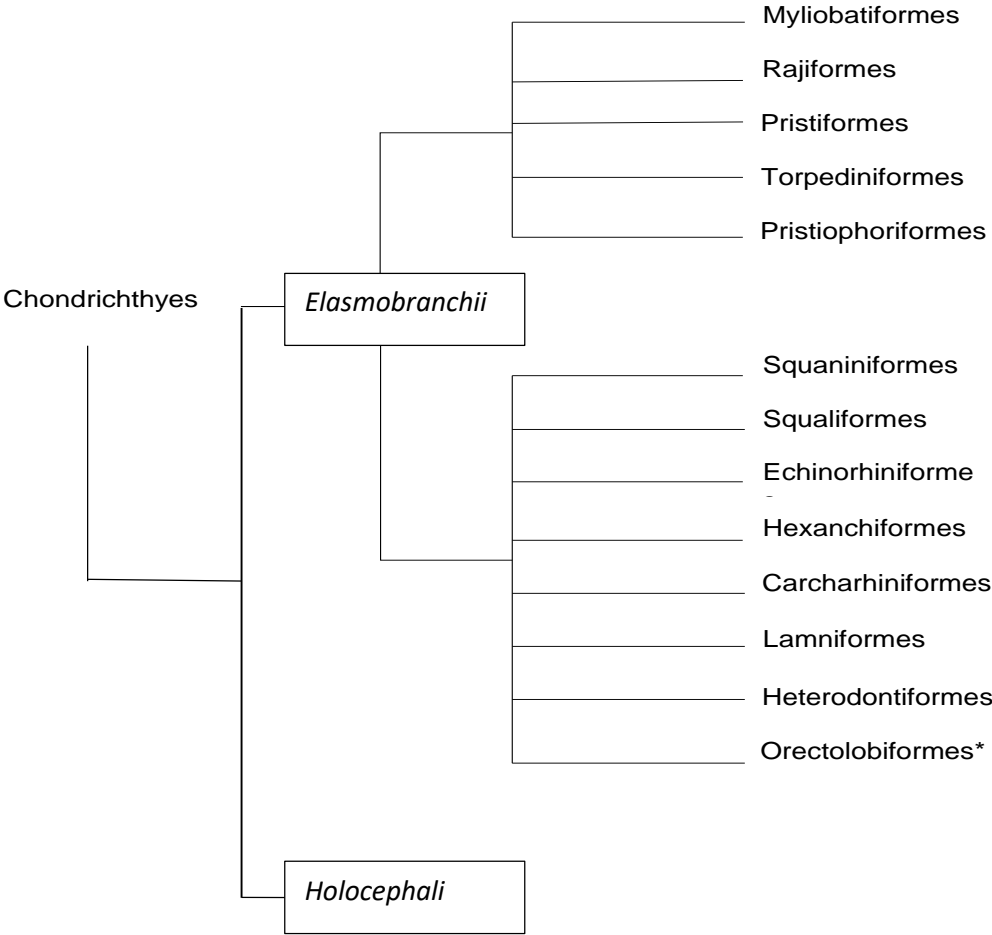 Myliobatiformes
Rajiformes
Pristiformes
Torpediniformes
Pristiophoriformes
Chondrichthyes
Elasmobranchii
Squaniniformes
Squaliformes
Echinorhiniforme
Hexanchiformes
Carcharhiniformes
Lamniformes
Heterodontiformes
Orectolobiformes*
Holocephali